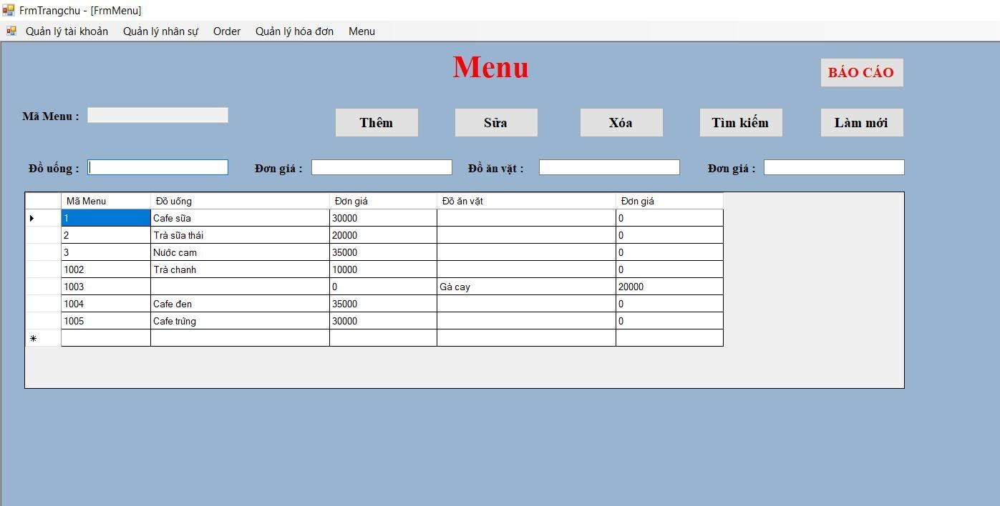 FrmTrangchu - [FrmMenu]
Quản lý tài khoản Quản lý nhân sự Order Quản lý hóa đơn Menu
Menu
BÁO CÁO
Mã Menu :
Thêm Sửa Xóa Tìm kiếm Làm mới
Đồ uống : Đơn giá : Đồ ăn vặt : Đơn giá :
Mã Menu Đồ uống Đơn giá Đồ ăn vặt Đơn giá
1 Cafe sữa 30000 0
2 Trà sữa thái 20000 0
3 Nước cam 35000 0
1002 Trà chanh 10000 0
1003 0 Gà cay 20000
1004 Cafe đen 35000 0
1005 Cafe trứng 30000 0